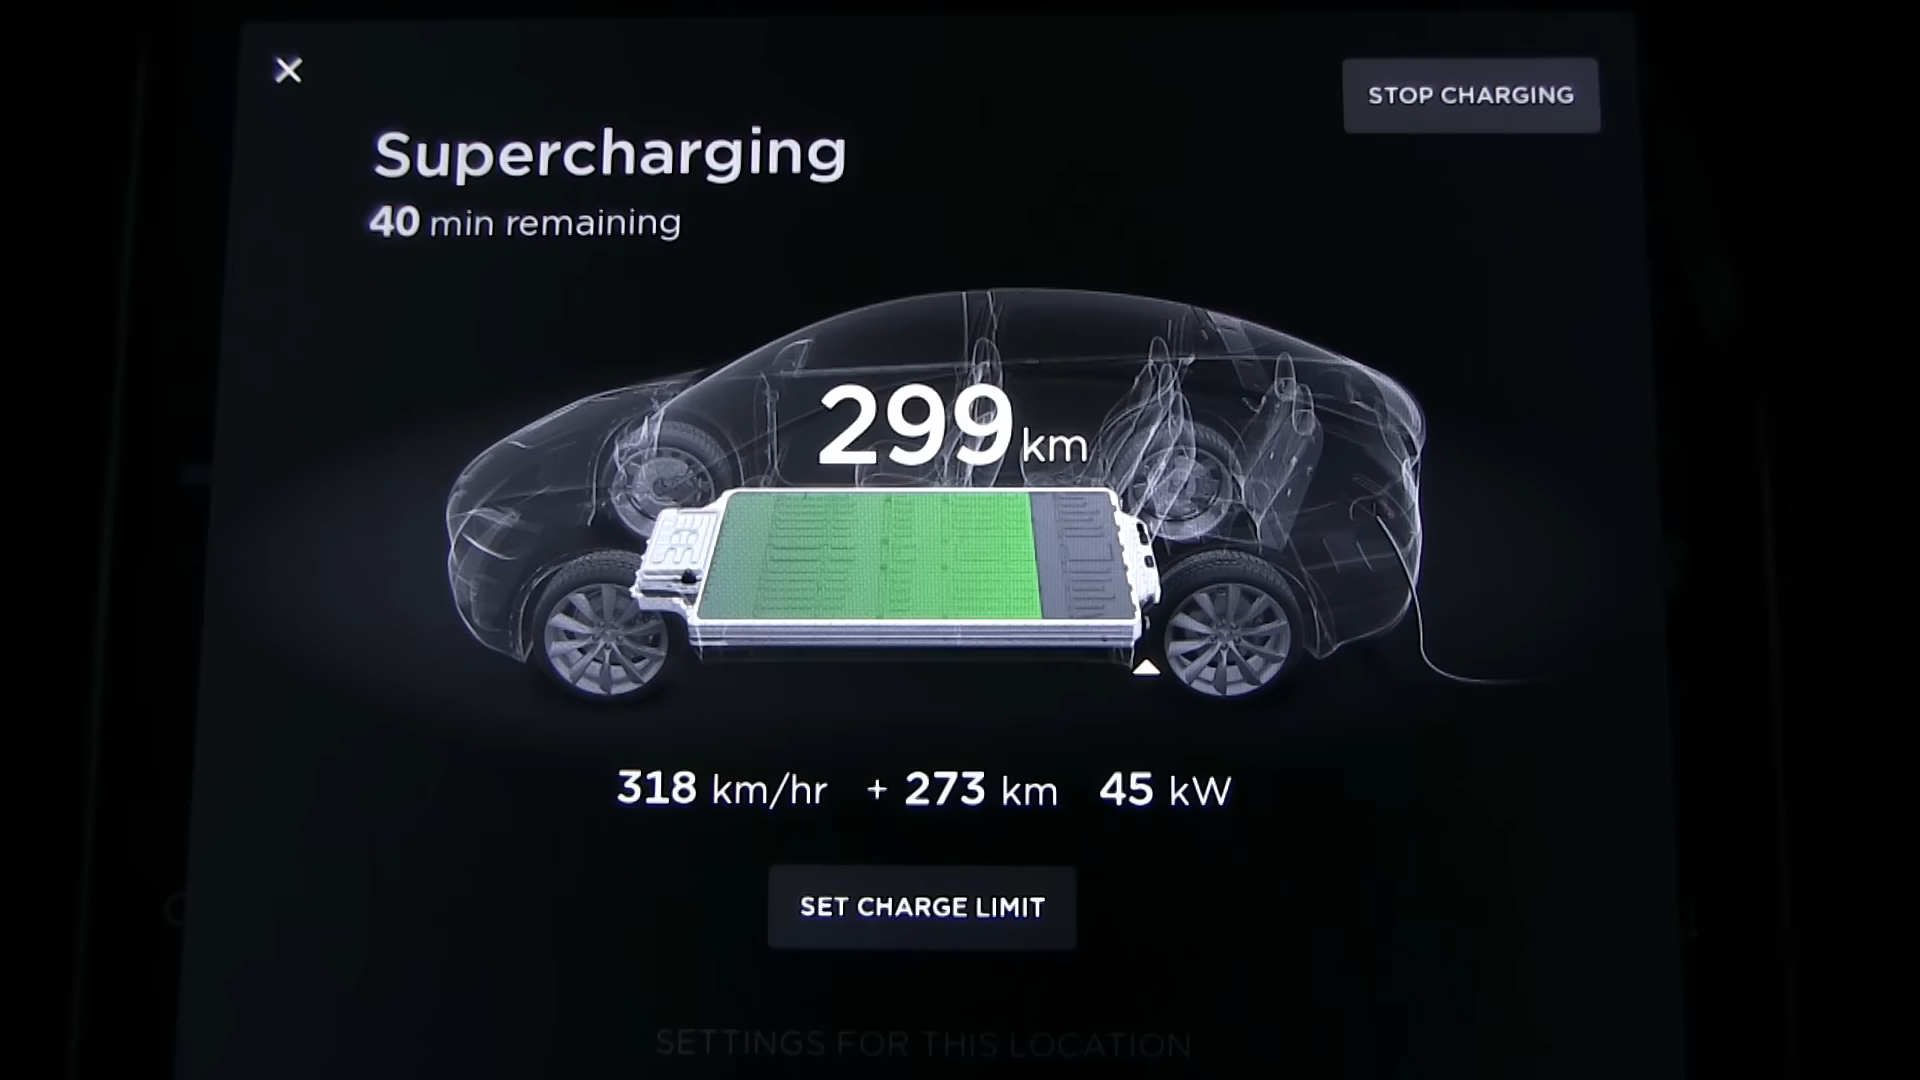 Supercharging
STOP CHARGING
40 min remaining
299 km
318 km/hr + 273 km 45 kW
SET CHARGE LIMIT
SETTINGS FOR THIS LOCATION